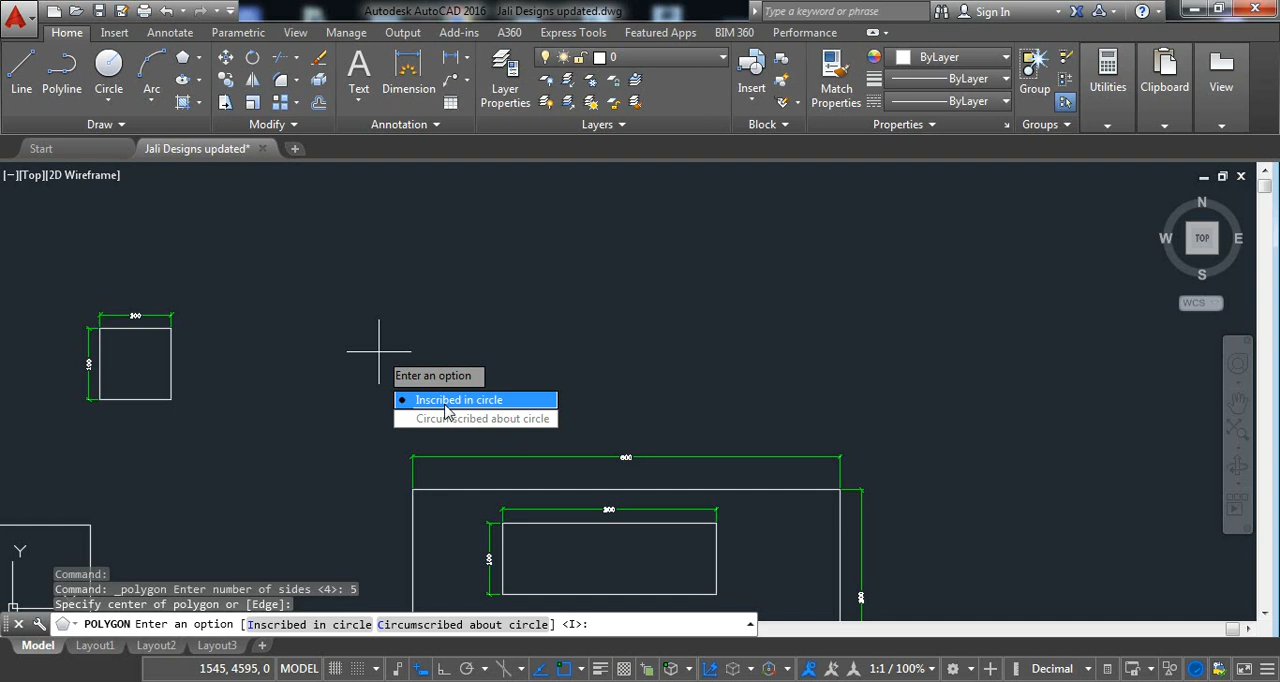 Autodesk AutoCAD 2016 Jali Designs updated.dwg Type a keyword or phrase Sign In
Home Insert Annotate Parametric View Manage Output Add-ins A360 Express Tools Featured Apps BIM 360 Performance
Line Polyline Circle Arc Text Dimension Layer Properties 0 Insert Match Properties ByLayer ByLayer ByLayer Group Utilities Clipboard View
Draw Modify Annotation Layers Block Properties Groups
Start Jali Designs updated*
[−][Top][2D Wireframe]
N
W TOP E
S
WCS
100
Enter an option
Inscribed in circle
Circumscribed about circle
600
100
Y
Command:
Command: _polygon Enter number of sides <4>: 5
Specify center of polygon or [Edge]:
POLYGON Enter an option [Inscribed in circle Circumscribed about circle] <I>:
Model Layout1 Layout2 Layout3
1545, 4595, 0 MODEL 1:1 / 100% Decimal